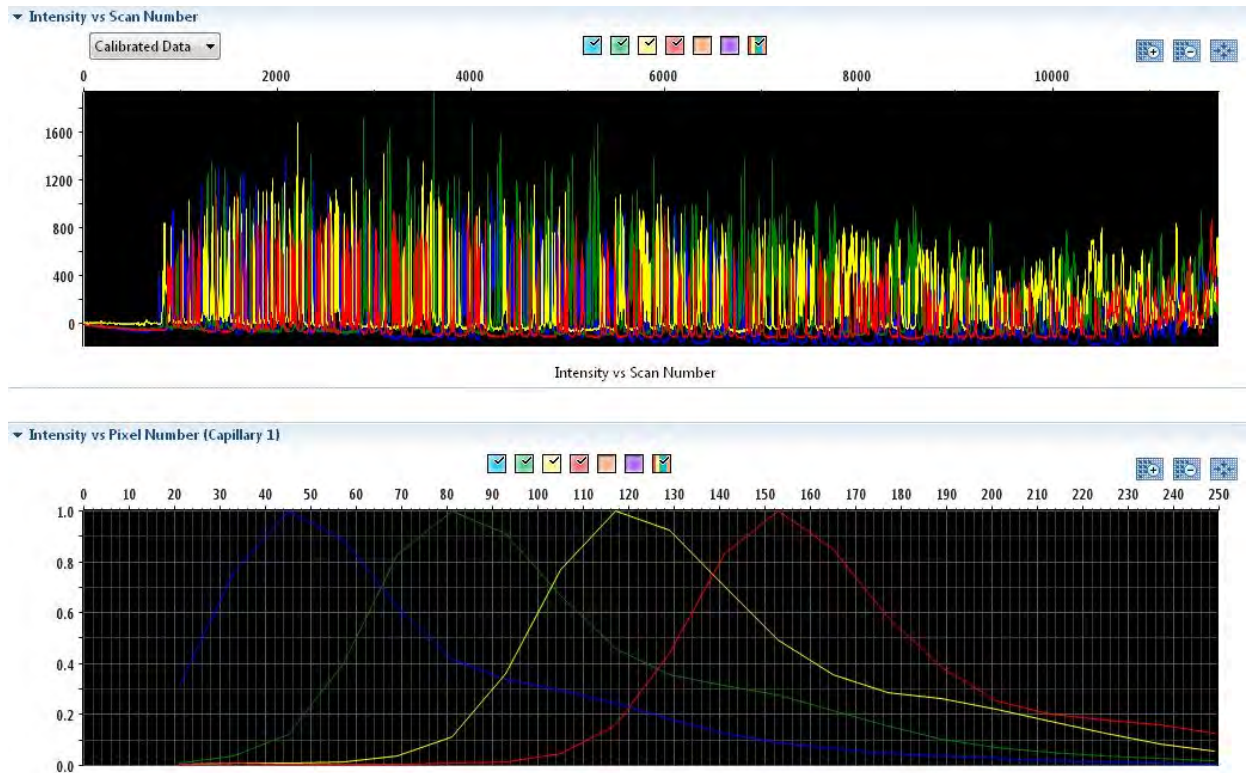 Intensity vs Scan Number
Calibrated Data
0 2000 4000 6000 8000 10000
1600
1200
800
400
0
Intensity vs Scan Number
Intensity vs Pixel Number (Capillary 1)
0 10 20 30 40 50 60 70 80 90 100 110 120 130 140 150 160 170 180 190 200 210 220 230 240 250
1.0
0.8
0.6
0.4
0.2
0.0